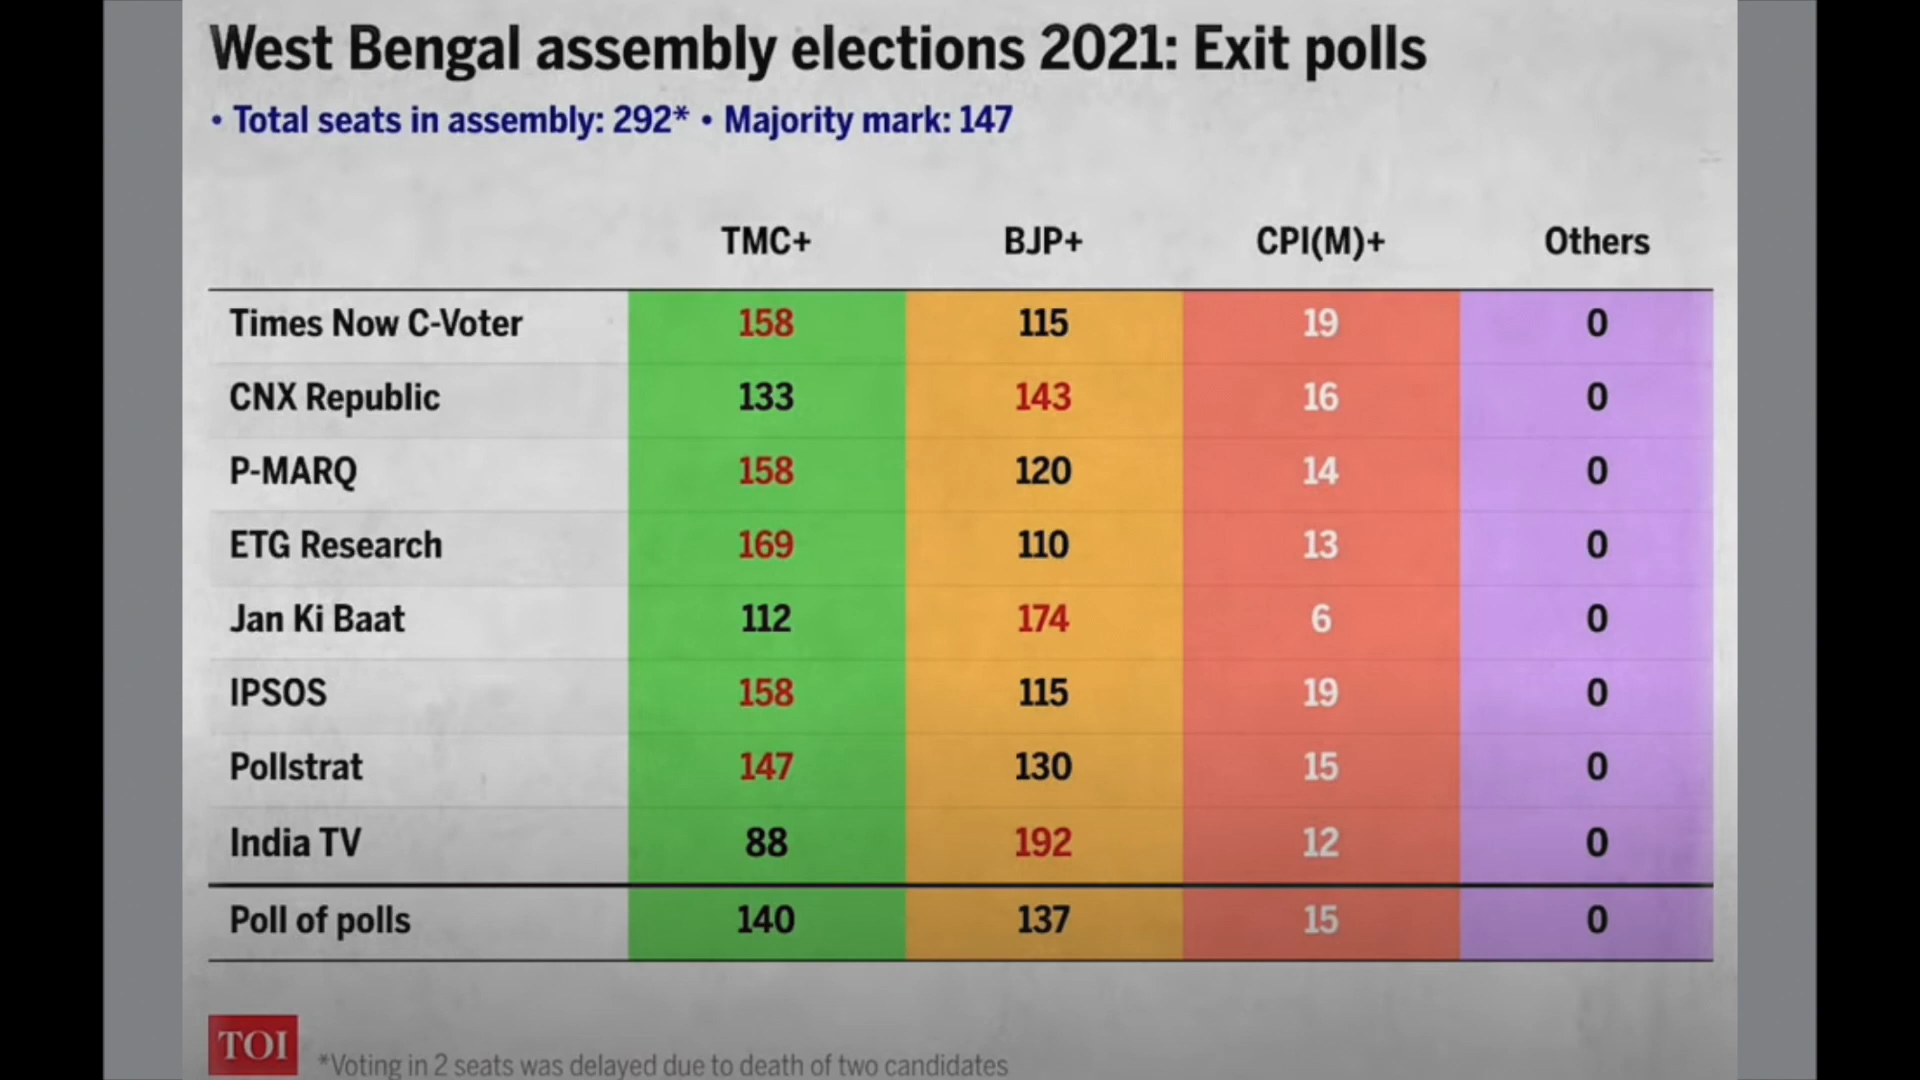 West Bengal assembly elections 2021: Exit polls
• Total seats in assembly: 292* • Majority mark: 147
TMC+ BJP+ CPI(M)+ Others
Times Now C-Voter 158 115 19 0
CNX Republic 133 143 16 0
P-MARQ 158 120 14 0
ETG Research 169 110 13 0
Jan Ki Baat 112 174 6 0
IPSOS 158 115 19 0
Pollstrat 147 130 15 0
India TV 88 192 12 0
Poll of polls 140 137 15 0
TOI
*Voting in 2 seats was delayed due to death of two candidates